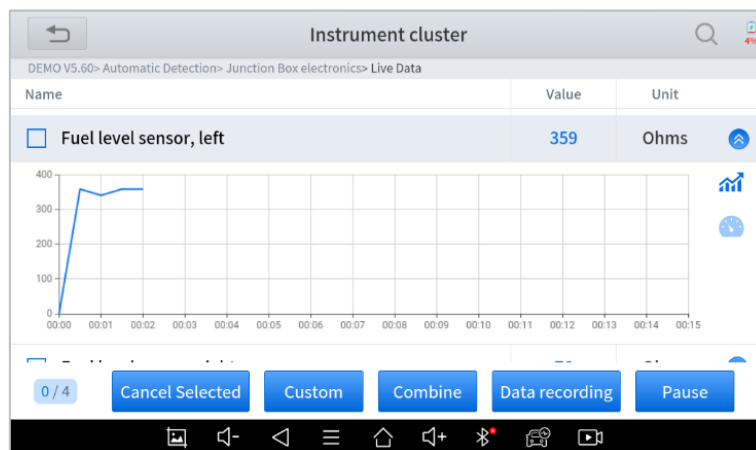 Instrument cluster
4%
DEMO V5.60> Automatic Detection> Junction Box electronics> Live Data
Name Value Unit
Fuel level sensor, left 359 Ohms
400
300
200
100
0
00:00 00:01 00:02 00:03 00:04 00:05 00:06 00:07 00:08 00:09 00:10 00:11 00:12 00:13 00:14 00:15
0 / 4 Cancel Selected Custom Combine Data recording Pause